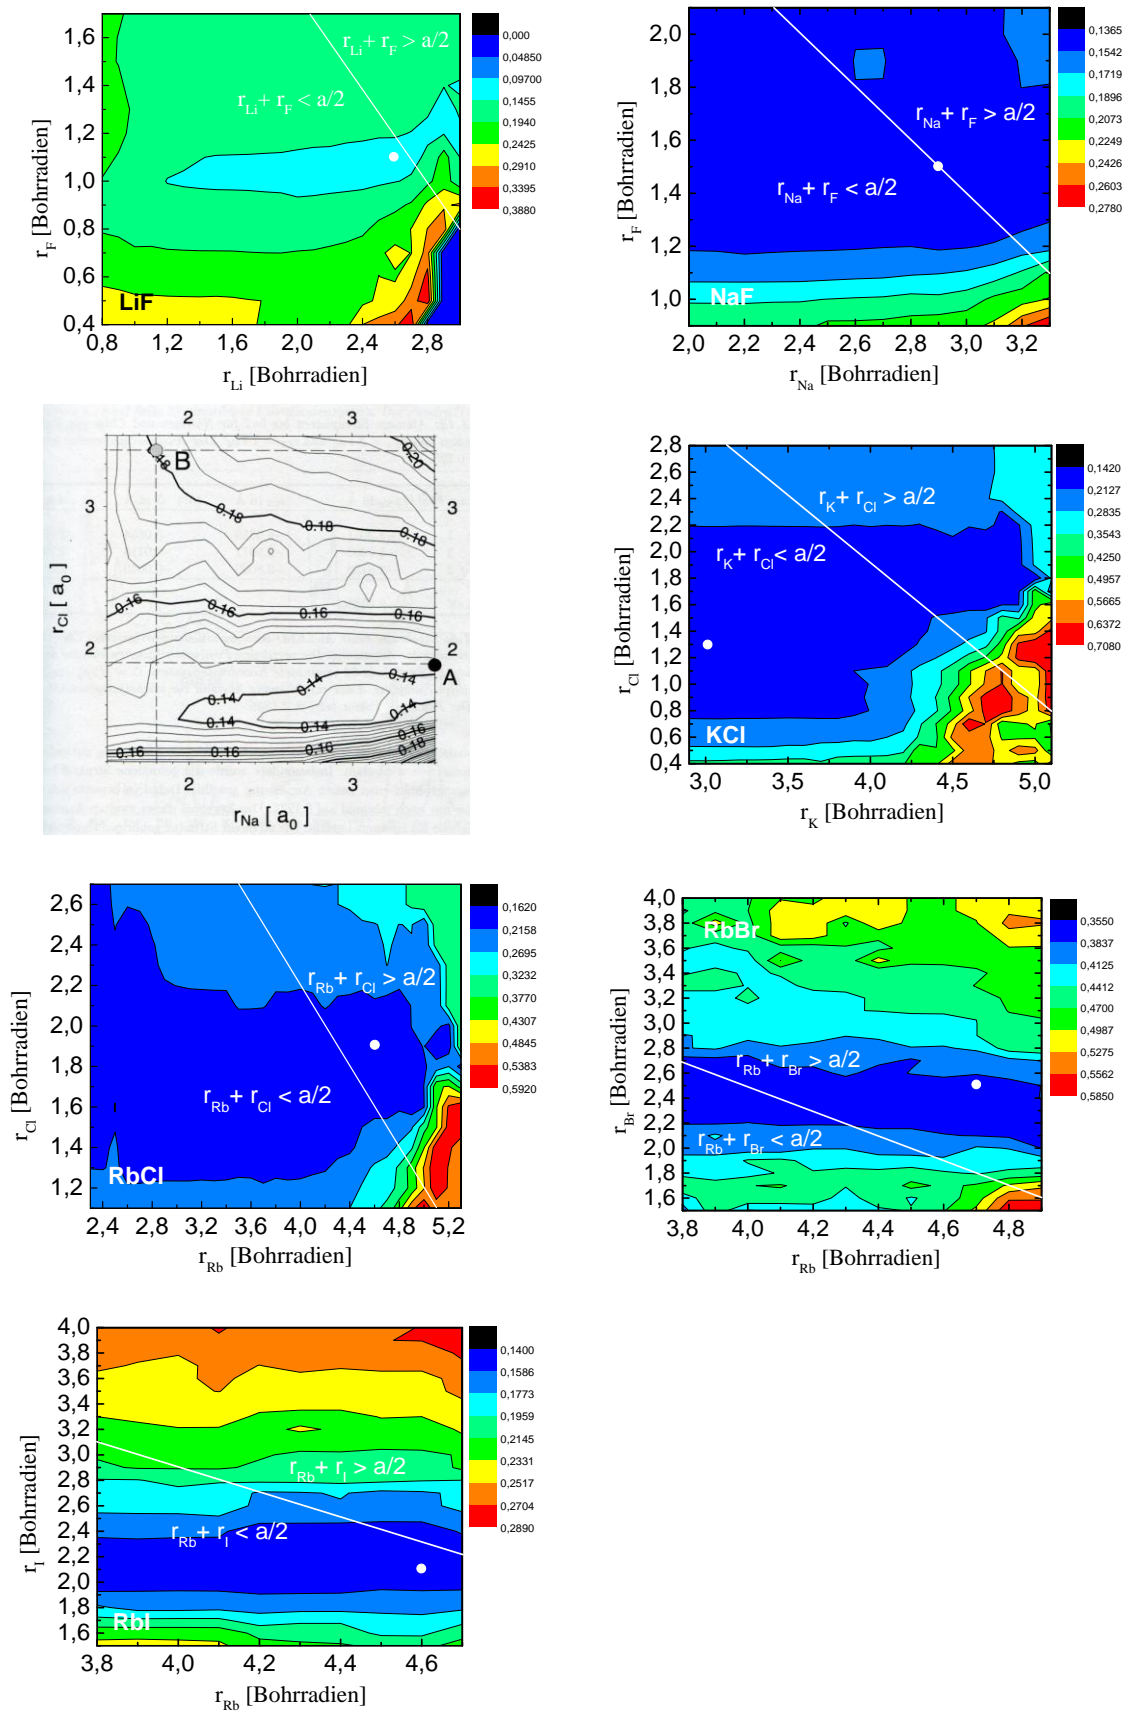 1,6
1,4
1,2
1,0
0,8
0,6
0,4
0,8 1,2 1,6 2,0 2,4 2,8
r_F [Bohrradien]
r_Li [Bohrradien]
r_Li + r_F > a/2
r_Li + r_F < a/2
LiF
0,000
0,04850
0,09700
0,1455
0,1940
0,2425
0,2910
0,3395
0,3880
2,0
1,8
1,6
1,4
1,2
1,0
2,0 2,2 2,4 2,6 2,8 3,0 3,2
r_F [Bohrradien]
r_Na [Bohrradien]
r_Na + r_F > a/2
r_Na + r_F < a/2
NaF
0,1365
0,1542
0,1719
0,1896
0,2073
0,2249
0,2426
0,2603
0,2780
2 3
B
.18
0.20
3 3
0.18 0.18 0.18
r_Cl [ a_0 ]
0.16 0.16 0.16
2 2
A
0.14 0.14 0.14
0.14 0.14
0.16 0.16 0.16 0.18
2 3
r_Na [ a_0 ]
2,8
2,4
2,0
1,6
1,4
1,2
1,0
0,8
0,6
0,4
3,0 3,5 4,0 4,5 5,0
r_Cl [Bohrradien]
r_K [Bohrradien]
r_K + r_Cl > a/2
r_K + r_Cl < a/2
KCl
0,1420
0,2127
0,2835
0,3543
0,4250
0,4957
0,5665
0,6372
0,7080
2,6
2,4
2,2
2,0
1,8
1,6
1,4
1,2
2,4 2,8 3,2 3,6 4,0 4,4 4,8 5,2
r_Cl [Bohrradien]
r_Rb [Bohrradien]
r_Rb + r_Cl > a/2
r_Rb + r_Cl < a/2
RbCl
0,1620
0,2158
0,2695
0,3232
0,3770
0,4307
0,4845
0,5383
0,5920
4,0
3,8
3,6
3,4
3,2
3,0
2,8
2,6
2,4
2,2
2,0
1,8
1,6
3,8 4,0 4,2 4,4 4,6 4,8
r_Br [Bohrradien]
r_Rb [Bohrradien]
RbBr
r_Rb + r_Br > a/2
r_Rb + r_Br < a/2
0,3550
0,3837
0,4125
0,4412
0,4700
0,4987
0,5275
0,5562
0,5850
4,0
3,8
3,6
3,4
3,2
3,0
2,8
2,6
2,4
2,2
2,0
1,8
1,6
3,8 4,0 4,2 4,4 4,6
r_I [Bohrradien]
r_Rb [Bohrradien]
r_Rb + r_I > a/2
r_Rb + r_I < a/2
RbI
0,1400
0,1586
0,1773
0,1959
0,2145
0,2331
0,2517
0,2704
0,2890